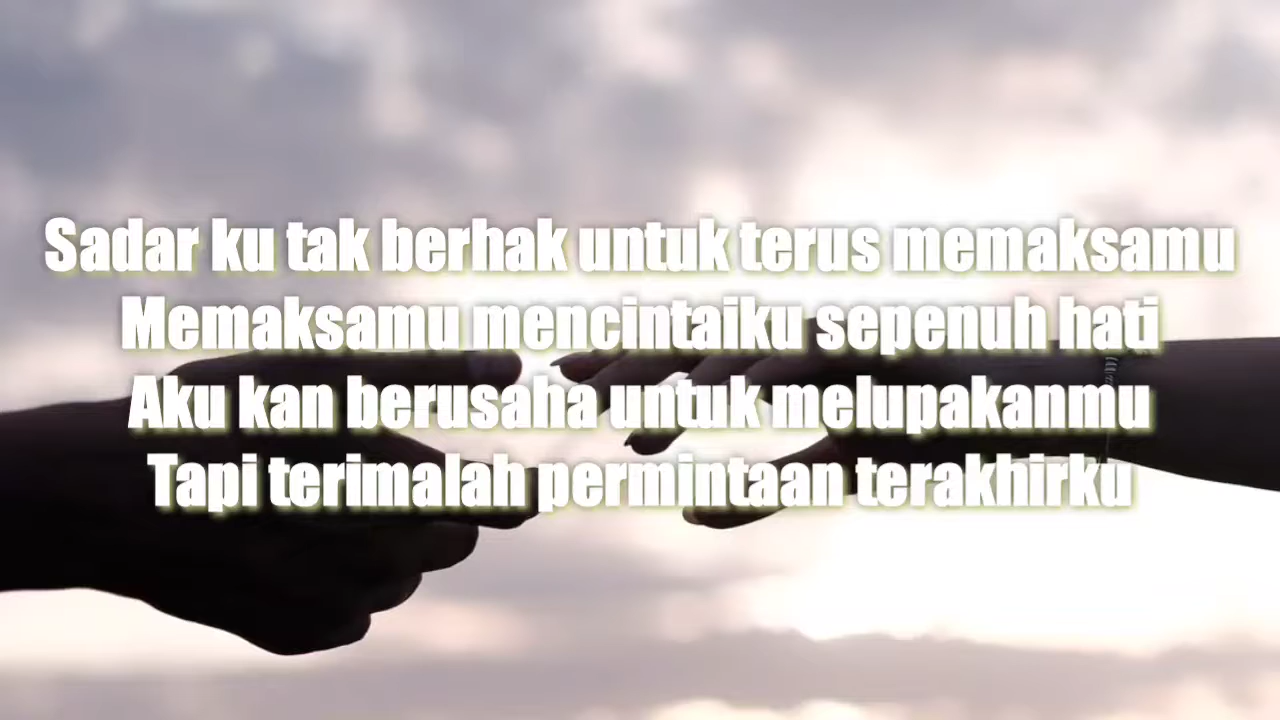 Sadar ku tak berhak untuk terus memaksamu
Memaksamu mencintaiku sepenuh hati
Aku kan berusaha untuk melupakanmu
Tapi terimalah permintaan terakhirku